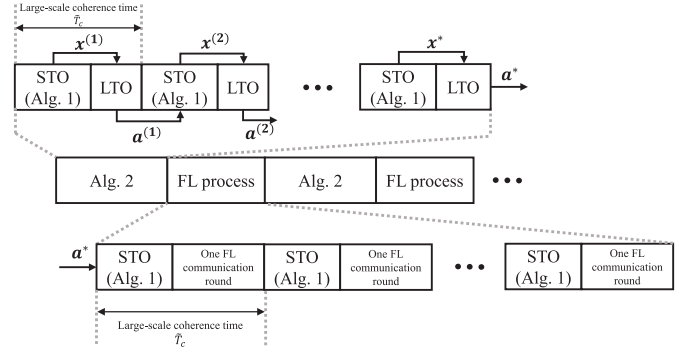 Large-scale coherence time
T̃_c
x^(1)
x^(2)
x^*
STO
(Alg. 1)
LTO
STO
(Alg. 1)
LTO
•••
STO
(Alg. 1)
LTO
a^*
a^(1)
a^(2)
Alg. 2
FL process
Alg. 2
FL process
•••
a^*
STO
(Alg. 1)
One FL
communication
round
STO
(Alg. 1)
One FL
communication
round
•••
STO
(Alg. 1)
One FL
communication
round
Large-scale coherence time
T̃_c